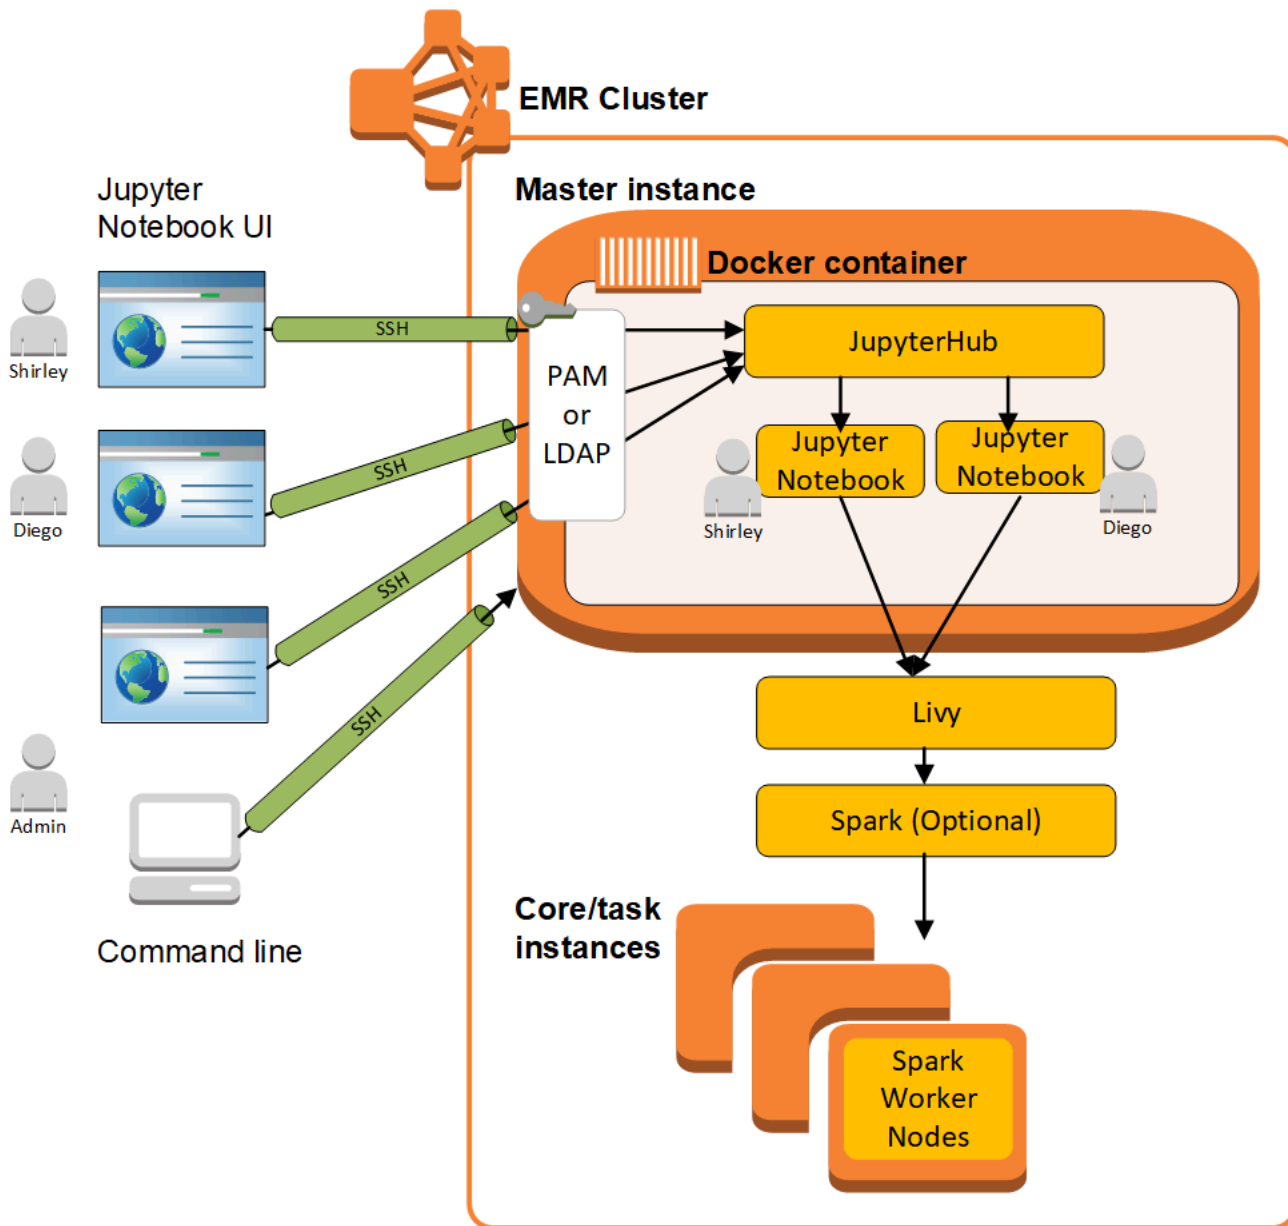 EMR Cluster
Master instance
Jupyter
Notebook UI
Docker container
Shirley
SSH
PAM
or
LDAP
JupyterHub
Jupyter
Notebook
Jupyter
Notebook
Shirley
Diego
Diego
SSH
SSH
SSH
Admin
Command line
Livy
Spark (Optional)
Core/task
instances
Spark
Worker
Nodes